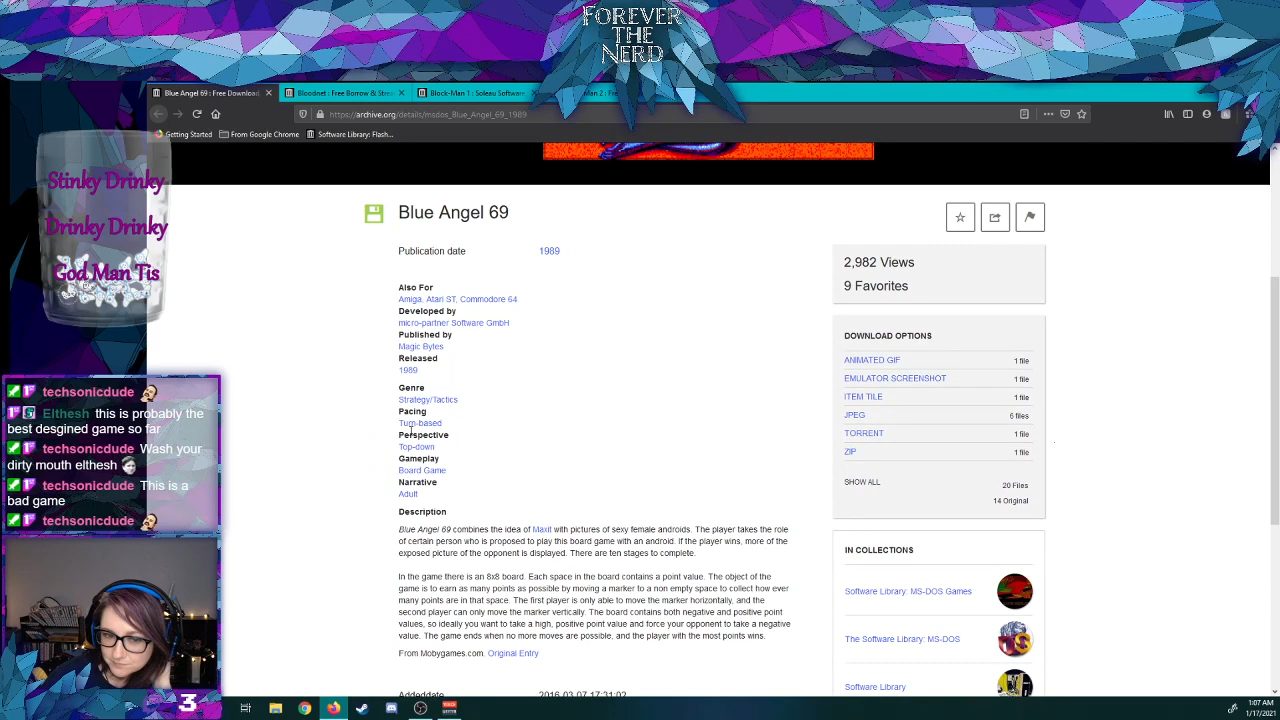 FOREVER
THE
NERD
Blue Angel 69 : Free Download,
Bloodnet : Free Borrow & Stre
Block-Man 1 : Soleau Software
https://archive.org/details/msdos_Blue_Angel_69_1989
Getting Started
From Google Chrome
Software Library: Flash...
Stinky Drinky
Drinky Drinky
God Man Tis
Blue Angel 69
Publication date 1989
Also For
Amiga, Atari ST, Commodore 64
Developed by
micro-partner Software GmbH
Published by
Magic Bytes
Released
1989
Genre
Strategy/Tactics
Pacing
Turn-based
Perspective
Top-down
Gameplay
Board Game
Narrative
Adult
Description
Blue Angel 69 combines the idea of Maxit with pictures of sexy female androids. The player takes the role
of certain person who is proposed to play this board game with an android. If the player wins, more of the
exposed picture of the opponent is displayed. There are ten stages to complete.
In the game there is an 8x8 board. Each space in the board contains a point value. The object of the
game is to earn as many points as possible by moving a marker to a non empty space to collect how ever
many points are in that space. The first player is only able to move the marker horizontally, and the
second player can only move the marker vertically. The board contains both negative and positive point
values, so ideally you want to take a high, positive point value and force your opponent to take a negative
value. The game ends when no more moves are possible, and the player with the most points wins.
From Mobygames.com. Original Entry
Addeddate 2016-03-07 17:31:02
2,982 Views
9 Favorites
DOWNLOAD OPTIONS
ANIMATED GIF 1 file
EMULATOR SCREENSHOT 1 file
ITEM TILE 1 file
JPEG 6 files
TORRENT 1 file
ZIP 1 file
SHOW ALL 20 Files
14 Original
IN COLLECTIONS
Software Library: MS-DOS Games
The Software Library: MS-DOS
Software Library
techsonicdude
Elthesh this is probably the
best desgined game so far
techsonicdude Wash your
dirty mouth elthesh
techsonicdude This is a
bad game
techsonicdude
3
1:07 AM
1/17/2021